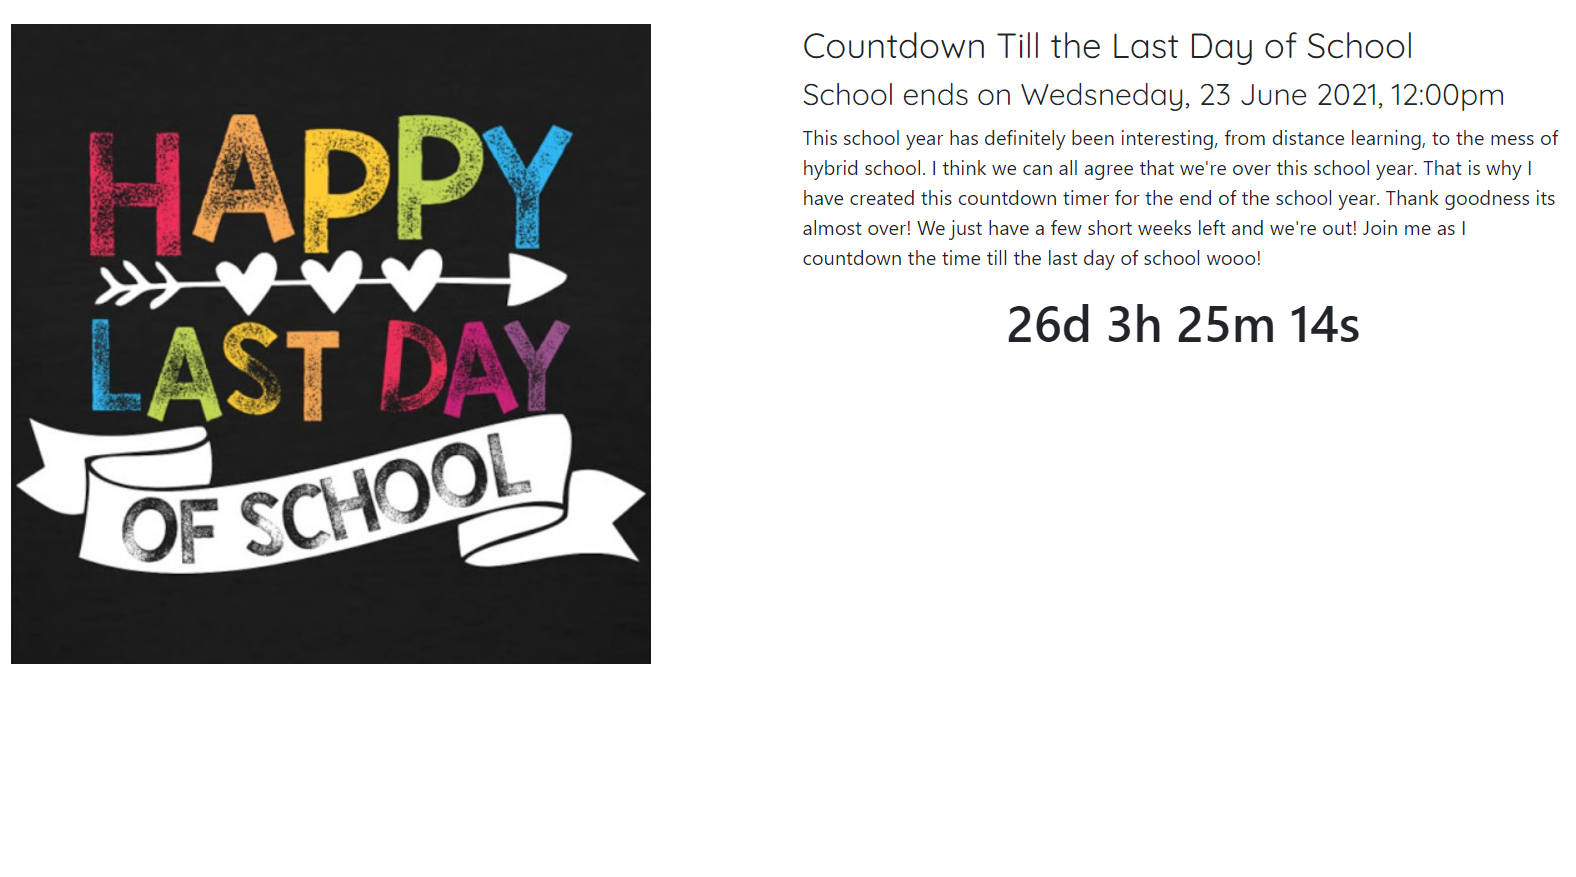 HAPPY
LAST DAY
OF SCHOOL
Countdown Till the Last Day of School
School ends on Wedsneday, 23 June 2021, 12:00pm
This school year has definitely been interesting, from distance learning, to the mess of
hybrid school. I think we can all agree that we're over this school year. That is why I
have created this countdown timer for the end of the school year. Thank goodness its
almost over! We just have a few short weeks left and we're out! Join me as I
countdown the time till the last day of school wooo!
26d 3h 25m 14s